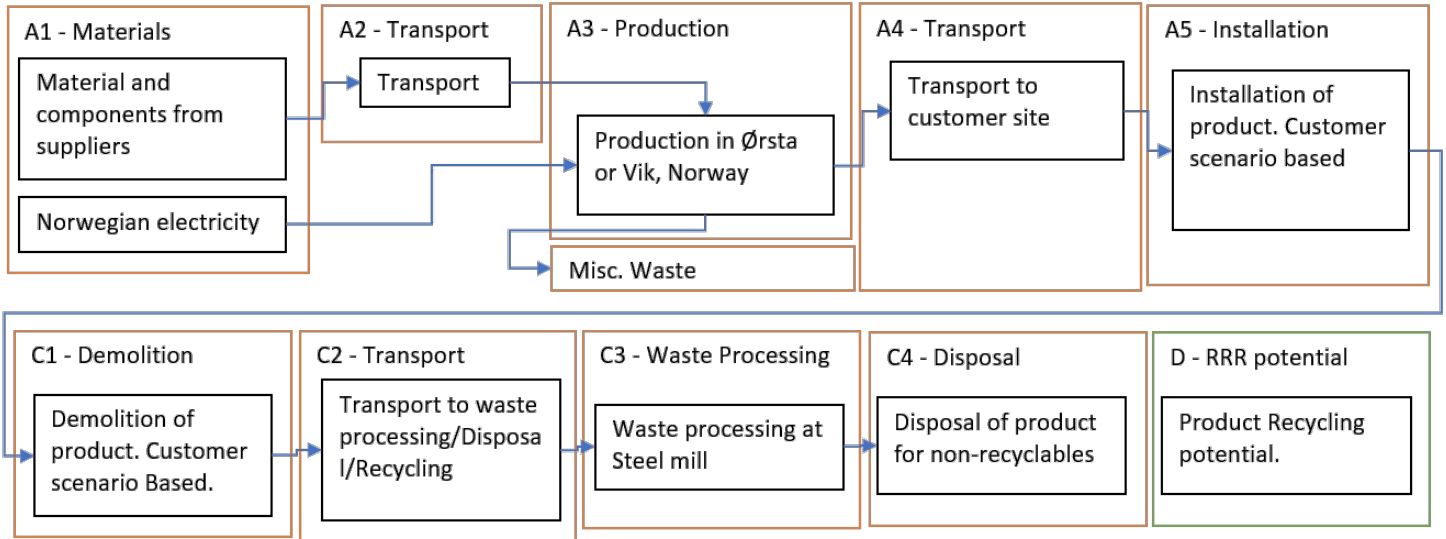 A1 - Materials
Material and
components from
suppliers
Norwegian electricity
A2 - Transport
Transport
A3 - Production
Production in Ørsta
or Vik, Norway
Misc. Waste
A4 - Transport
Transport to
customer site
A5 - Installation
Installation of
product. Customer
scenario based
C1 - Demolition
Demolition of
product. Customer
scenario Based.
C2 - Transport
Transport to waste
processing/Disposa
l/Recycling
C3 - Waste Processing
Waste processing at
Steel mill
C4 - Disposal
Disposal of product
for non-recyclables
D - RRR potential
Product Recycling
potential.